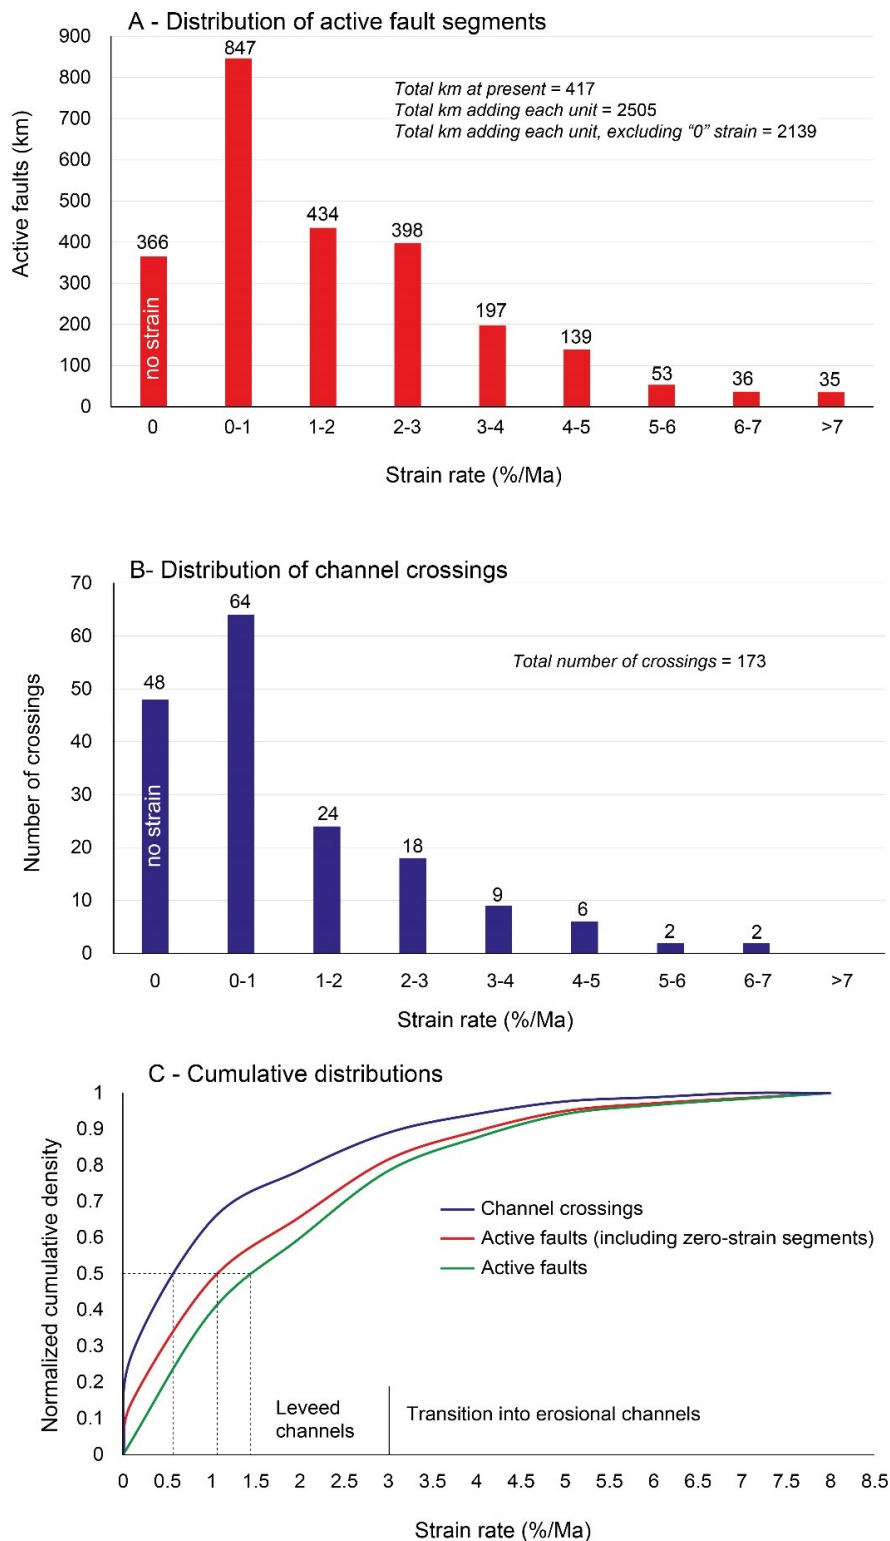 A - Distribution of active fault segments
900
800
700
600
500
400
300
200
100
0
Active faults (km)
847
Total km at present = 417
Total km adding each unit = 2505
Total km adding each unit, excluding “0” strain = 2139
366
434
398
197
139
53
36
35
no strain
0 0-1 1-2 2-3 3-4 4-5 5-6 6-7 >7
Strain rate (%/Ma)
B- Distribution of channel crossings
70
60
50
40
30
20
10
0
Number of crossings
64
Total number of crossings = 173
48
24
18
9
6
2
2
no strain
0 0-1 1-2 2-3 3-4 4-5 5-6 6-7 >7
Strain rate (%/Ma)
C - Cumulative distributions
1
0.9
0.8
0.7
0.6
0.5
0.4
0.3
0.2
0.1
0
Normalized cumulative density
Channel crossings
Active faults (including zero-strain segments)
Active faults
Leveed
channels
Transition into erosional channels
0 0.5 1 1.5 2 2.5 3 3.5 4 4.5 5 5.5 6 6.5 7 7.5 8 8.5
Strain rate (%/Ma)